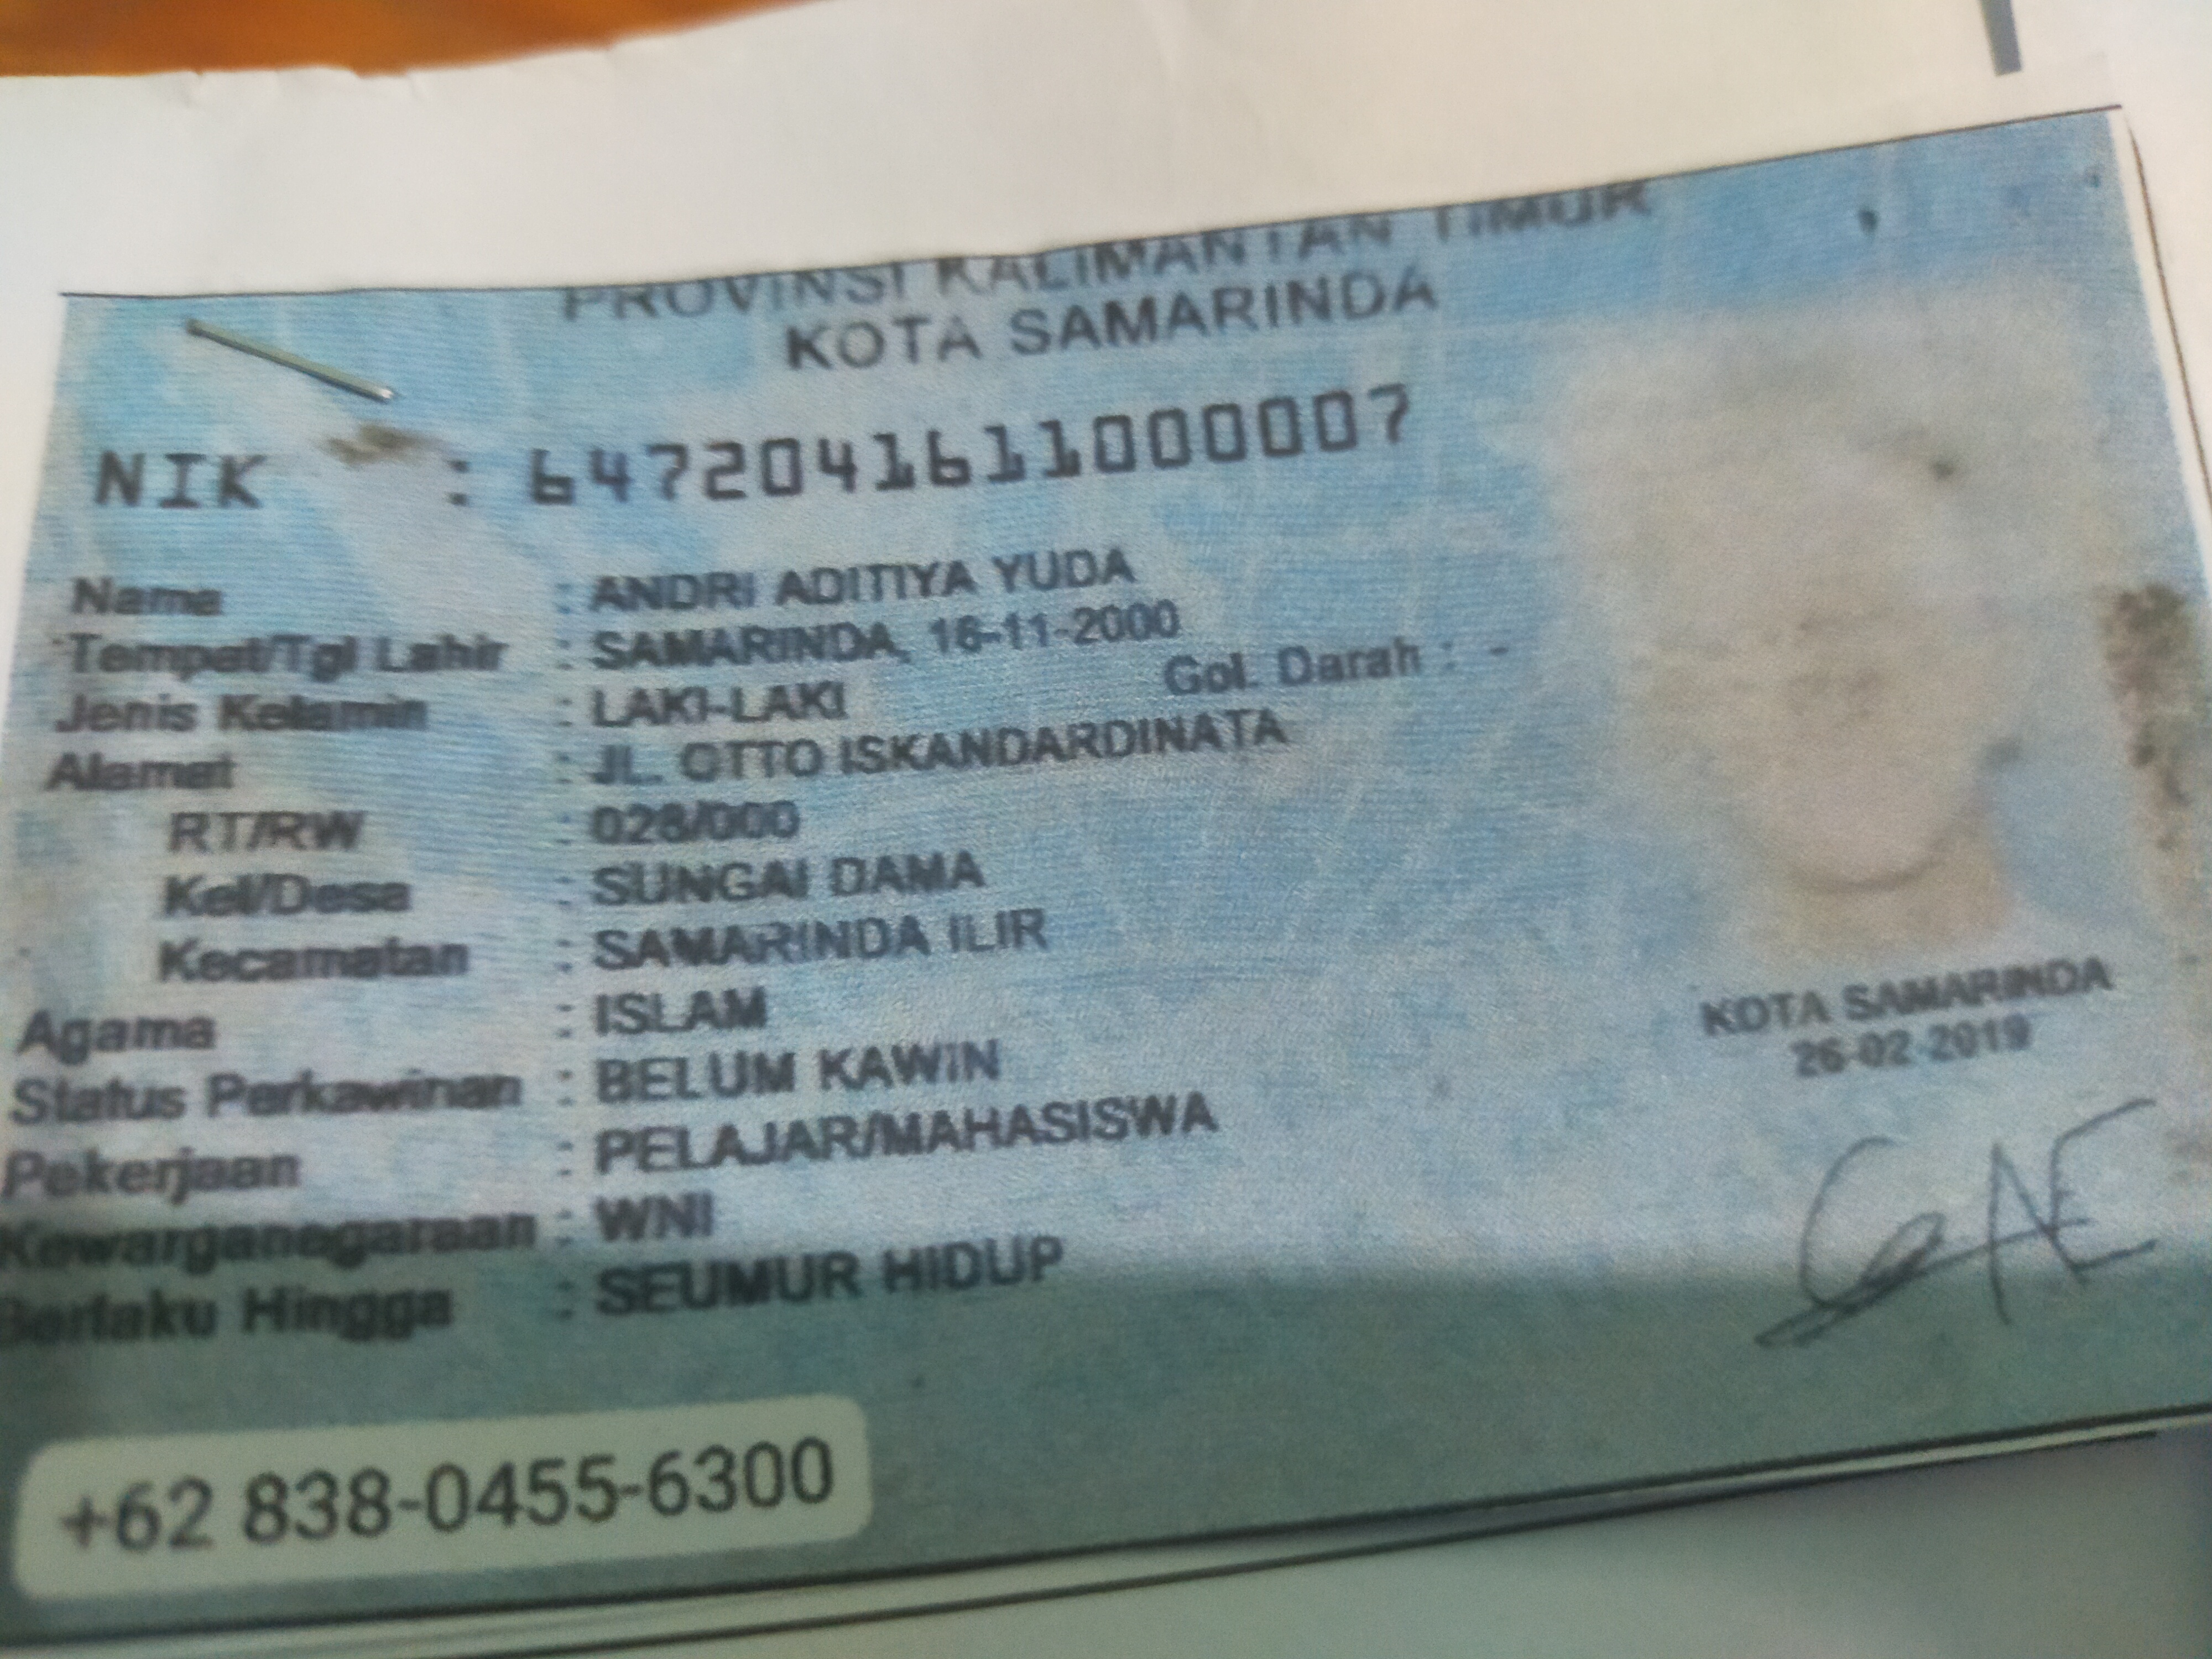 PROVINSI KALIMANTAN TIMUR
KOTA SAMARINDA
NIK : 6472041611000007
Nama : ANDRI ADITIYA YUDA
Tempat/Tgl Lahir : SAMARINDA, 16-11-2000
Jenis Kelamin : LAKI-LAKI Gol. Darah : -
Alamat : JL. OTTO ISKANDARDINATA
RT/RW : 028/000
Kel/Desa : SUNGAI DAMA
Kecamatan : SAMARINDA ILIR
Agama : ISLAM
Status Perkawinan : BELUM KAWIN
Pekerjaan : PELAJAR/MAHASISWA
Kewarganegaraan : WNI
Berlaku Hingga : SEUMUR HIDUP
KOTA SAMARINDA
26-02-2019
+62 838-0455-6300